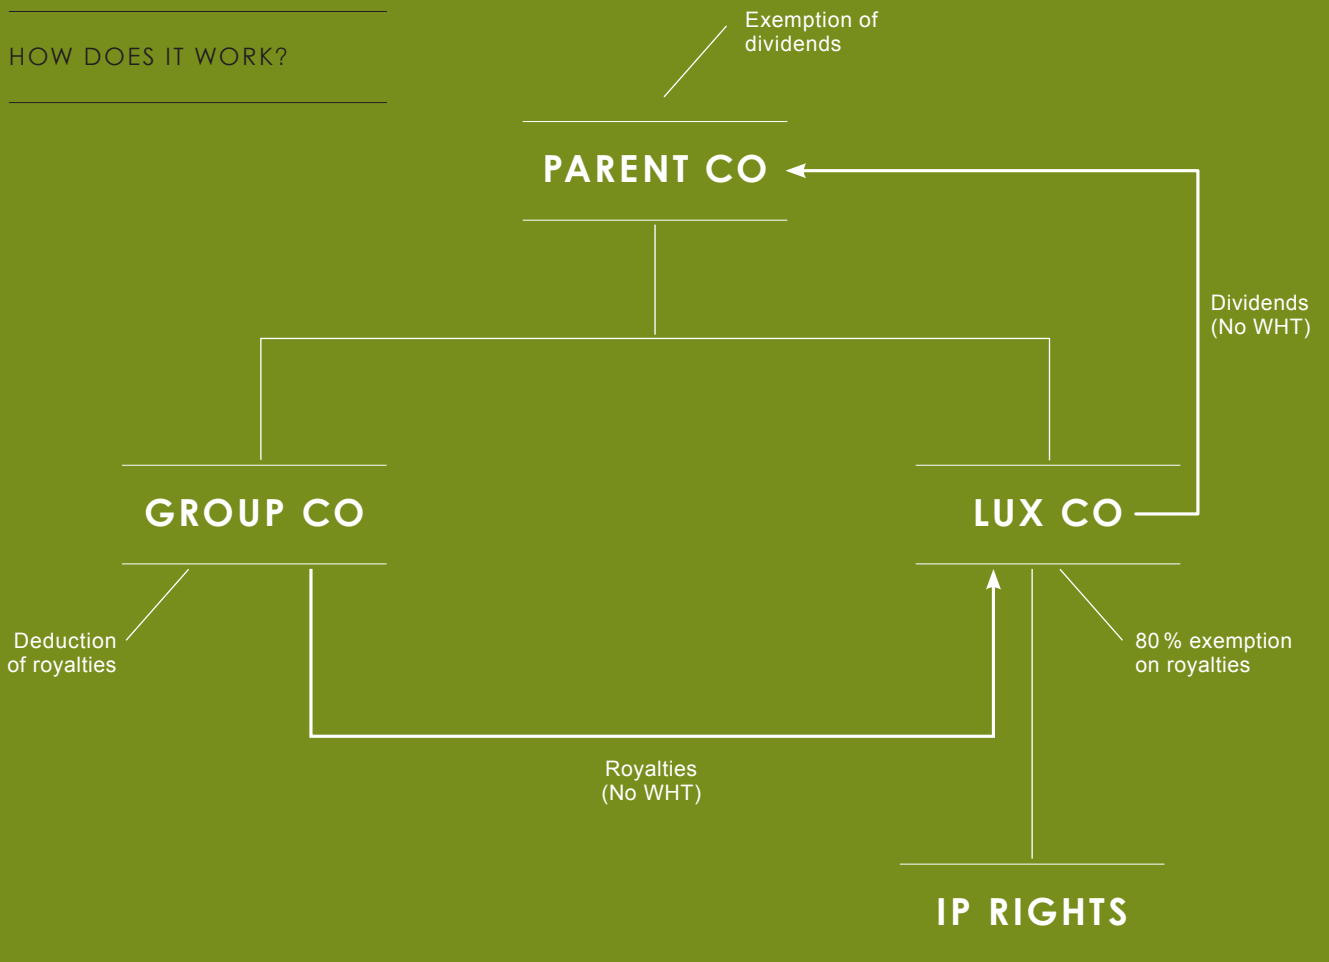 HOW DOES IT WORK?
Exemption of
dividends
PARENT CO
Dividends
(No WHT)
GROUP CO
LUX CO
Deduction
of royalties
80 % exemption
on royalties
Royalties
(No WHT)
IP RIGHTS